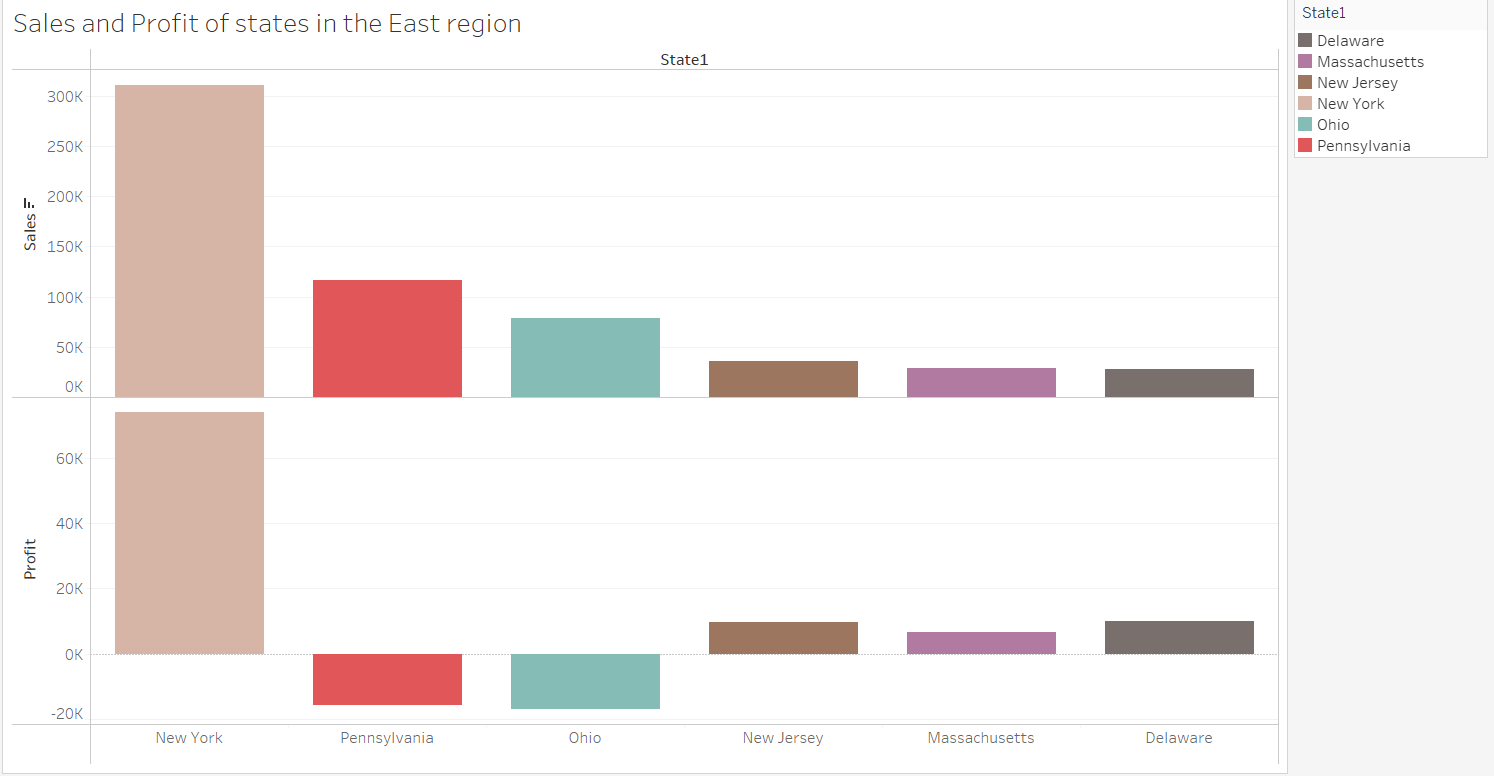 Sales and Profit of states in the East region
State1
300K
250K
200K
150K
100K
50K
0K
Sales
60K
40K
20K
0K
-20K
Profit
New York
Pennsylvania
Ohio
New Jersey
Massachusetts
Delaware
State1
Delaware
Massachusetts
New Jersey
New York
Ohio
Pennsylvania